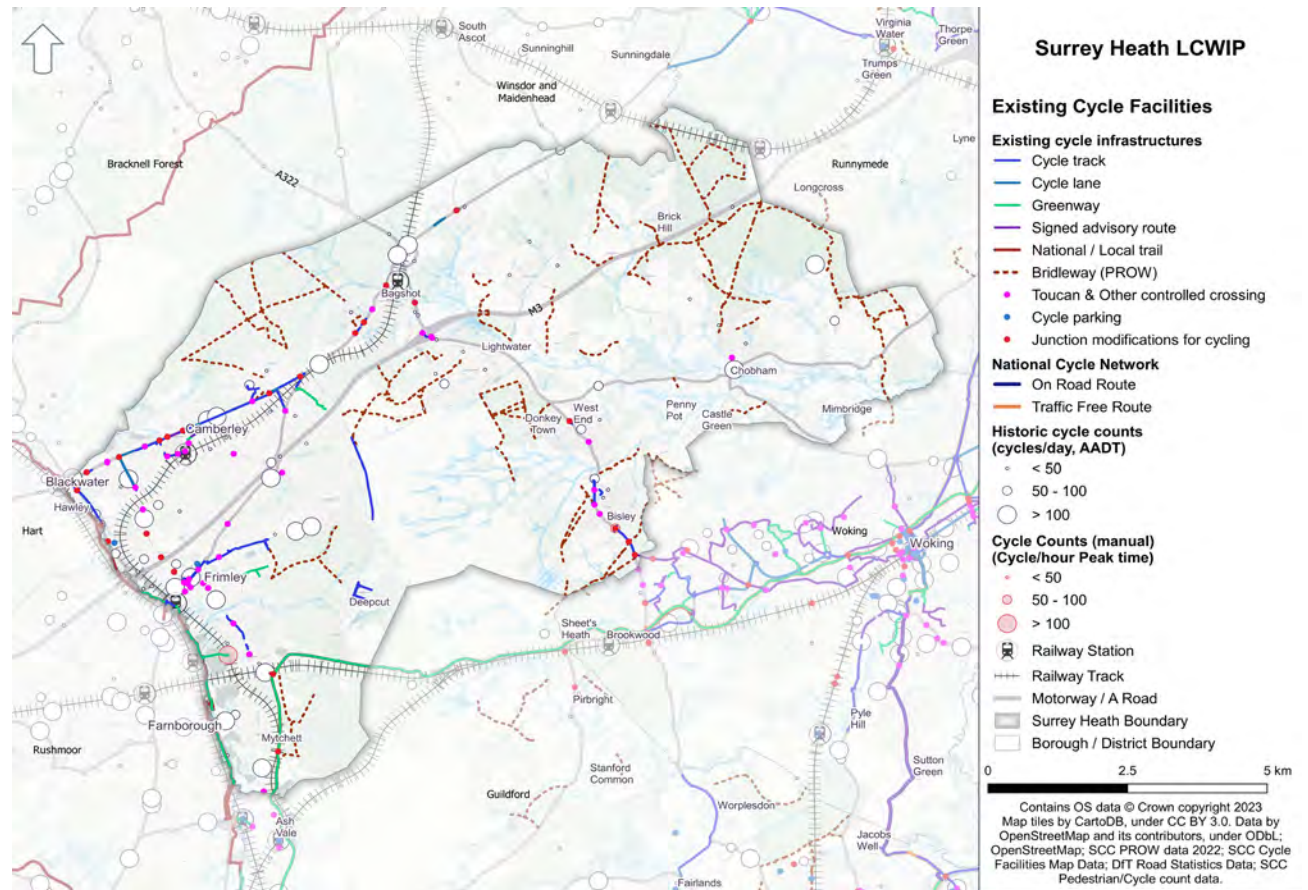 South
Ascot
Sunninghill
Sunningdale
Virginia
Water
Thorpe
Green
Trumps
Green
Winsdor and
Maidenhead
Lyne
Bracknell Forest
Runnymede
A322
Longcross
Brick
Hill
Bagshot
M3
Lightwater
Chobham
Camberley
Donkey
Town
West
End
Penny
Pot
Castle
Green
Mimbridge
Blackwater
Hawley
Hart
Bisley
Woking
Woking
Frimley
Deepcut
Sheet's
Heath
Brookwood
Pirbright
Farnborough
Rushmoor
Mytchett
Pyle
Hill
Stanford
Common
Sutton
Green
Guildford
Worplesdon
Ash
Vale
Jacobs
Well
Fairlands
Surrey Heath LCWIP
Existing Cycle Facilities
Existing cycle infrastructures
Cycle track
Cycle lane
Greenway
Signed advisory route
National / Local trail
Bridleway (PROW)
Toucan & Other controlled crossing
Cycle parking
Junction modifications for cycling
National Cycle Network
On Road Route
Traffic Free Route
Historic cycle counts
(cycles/day, AADT)
< 50
50 - 100
> 100
Cycle Counts (manual)
(Cycle/hour Peak time)
< 50
50 - 100
> 100
Railway Station
Railway Track
Motorway / A Road
Surrey Heath Boundary
Borough / District Boundary
0 2.5 5 km
Contains OS data © Crown copyright 2023
Map tiles by CartoDB, under CC BY 3.0. Data by
OpenStreetMap and its contributors, under ODbL;
OpenStreetMap; SCC PROW data 2022; SCC Cycle
Facilities Map Data; DfT Road Statistics Data; SCC
Pedestrian/Cycle count data.